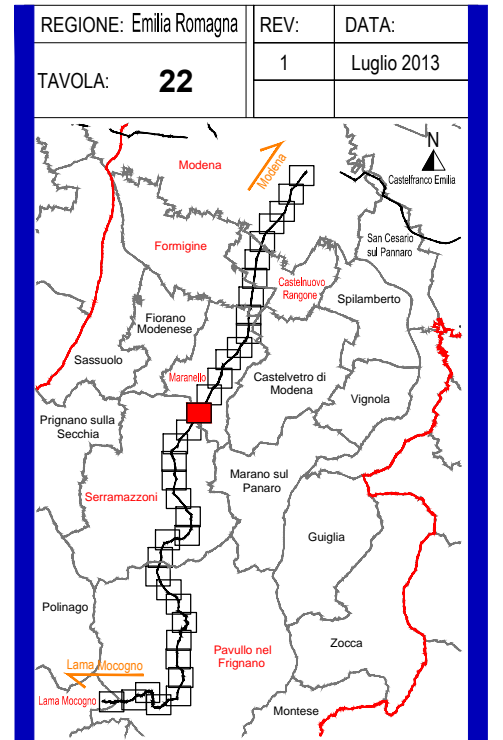 REGIONE: Emilia Romagna
REV:
DATA:
TAVOLA: 22
1
Luglio 2013
N
Modena
Modena
Castelfranco Emilia
San Cesario
sul Pannaro
Formigine
Castelnuovo
Rangone
Spilamberto
Fiorano
Modenese
Sassuolo
Maranello
Castelvetro di
Modena
Vignola
Prignano sulla
Secchia
Marano sul
Panaro
Serramazzoni
Guiglia
Polinago
Zocca
Pavullo nel
Frignano
Lama Mocogno
Lama Mocogno
Montese